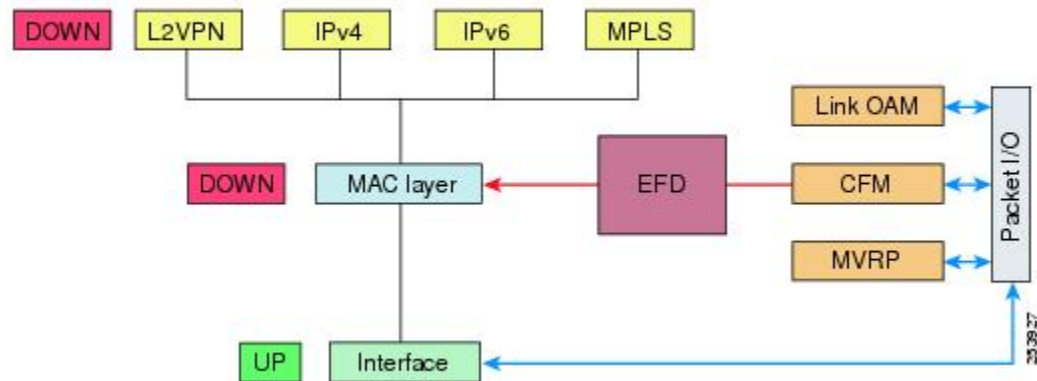 DOWN
L2VPN
IPv4
IPv6
MPLS
Link OAM
DOWN
MAC layer
EFD
CFM
Packet I/O
MVRP
UP
Interface
253927